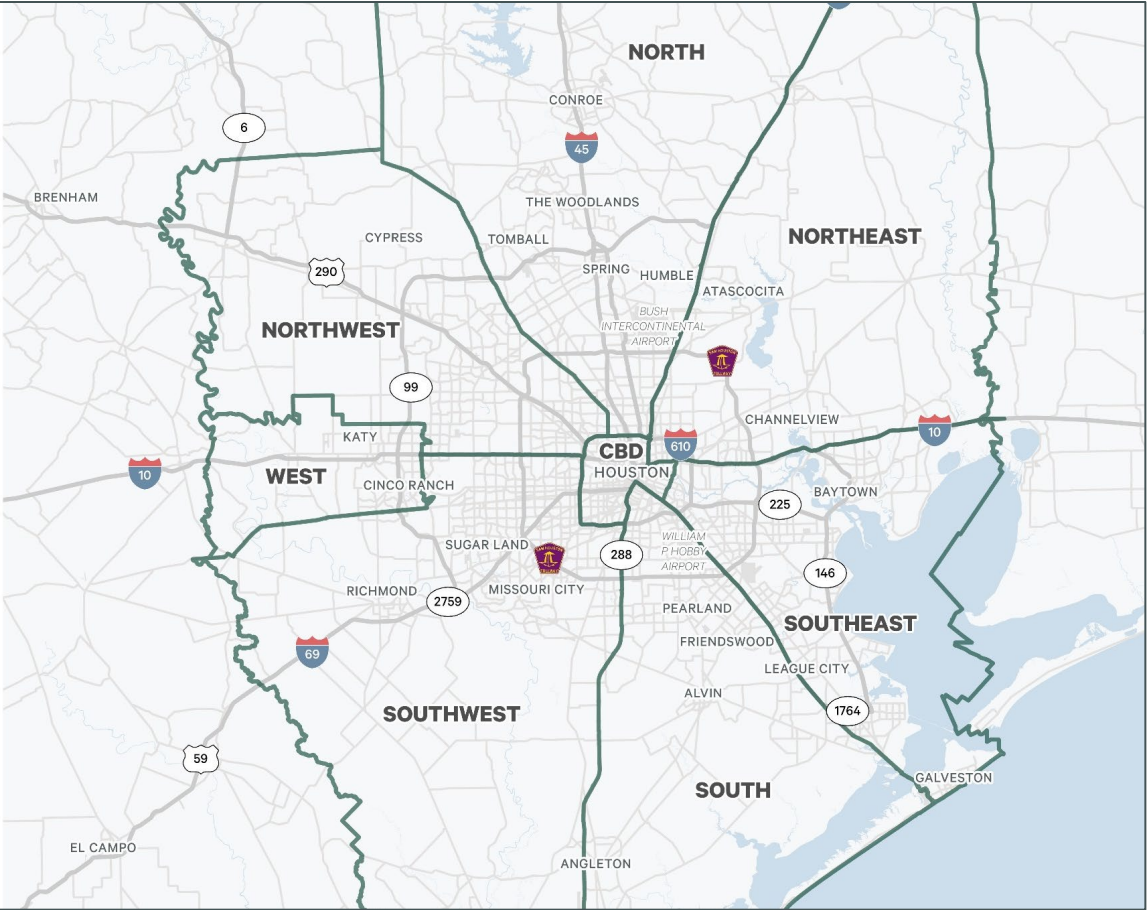 NORTH
CONROE
6
45
BRENHAM
THE WOODLANDS
CYPRESS
TOMBALL
NORTHEAST
290
SPRING
HUMBLE
ATASCOCITA
BUSH
INTERCONTINENTAL
AIRPORT
NORTHWEST
99
CHANNELVIEW
10
KATY
610
CBD
HOUSTON
10
WEST
CINCO RANCH
BAYTOWN
225
SUGAR LAND
WILLIAM
P HOBBY
AIRPORT
288
146
MISSOURI CITY
RICHMOND
2759
PEARLAND
SOUTHEAST
FRIENDSWOOD
69
LEAGUE CITY
ALVIN
1764
SOUTHWEST
59
GALVESTON
SOUTH
EL CAMPO
ANGLETON